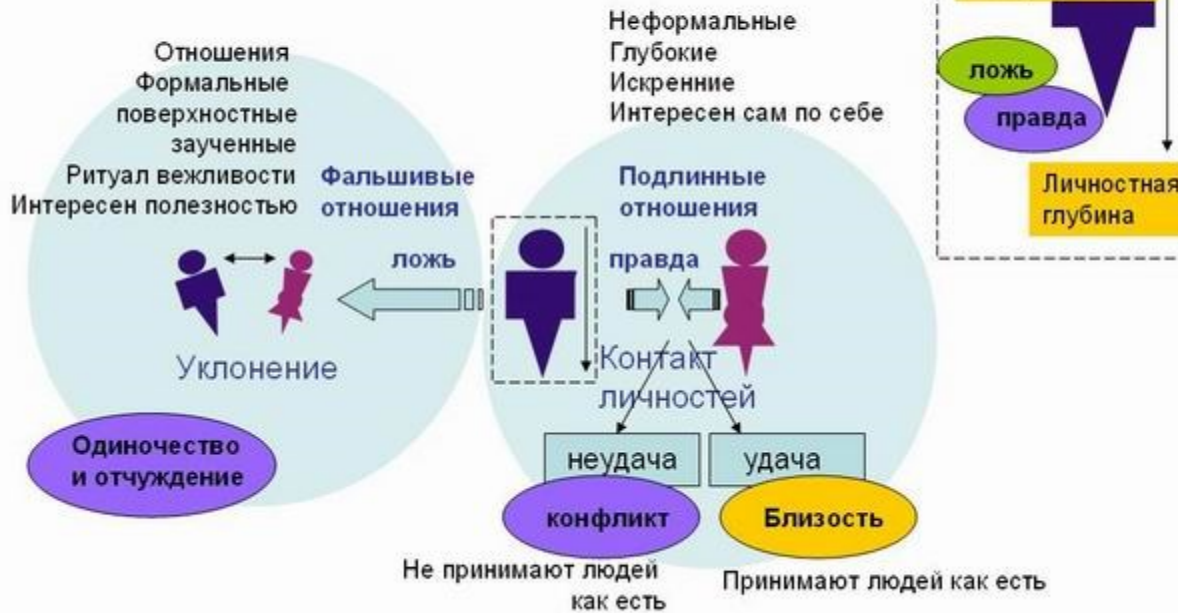 Отношения
Формальные
поверхностные
заученные
Ритуал вежливости
Интересен полезностью
Фальшивые
отношения
ложь
Уклонение
Одиночество
и отчуждение
Неформальные
Глубокие
Искренние
Интересен сам по себе
Подлинные
отношения
правда
Контакт
личностей
неудача
удача
конфликт
Близость
Не принимают людей
как есть
Принимают людей как есть
ложь
правда
Личностная
глубина